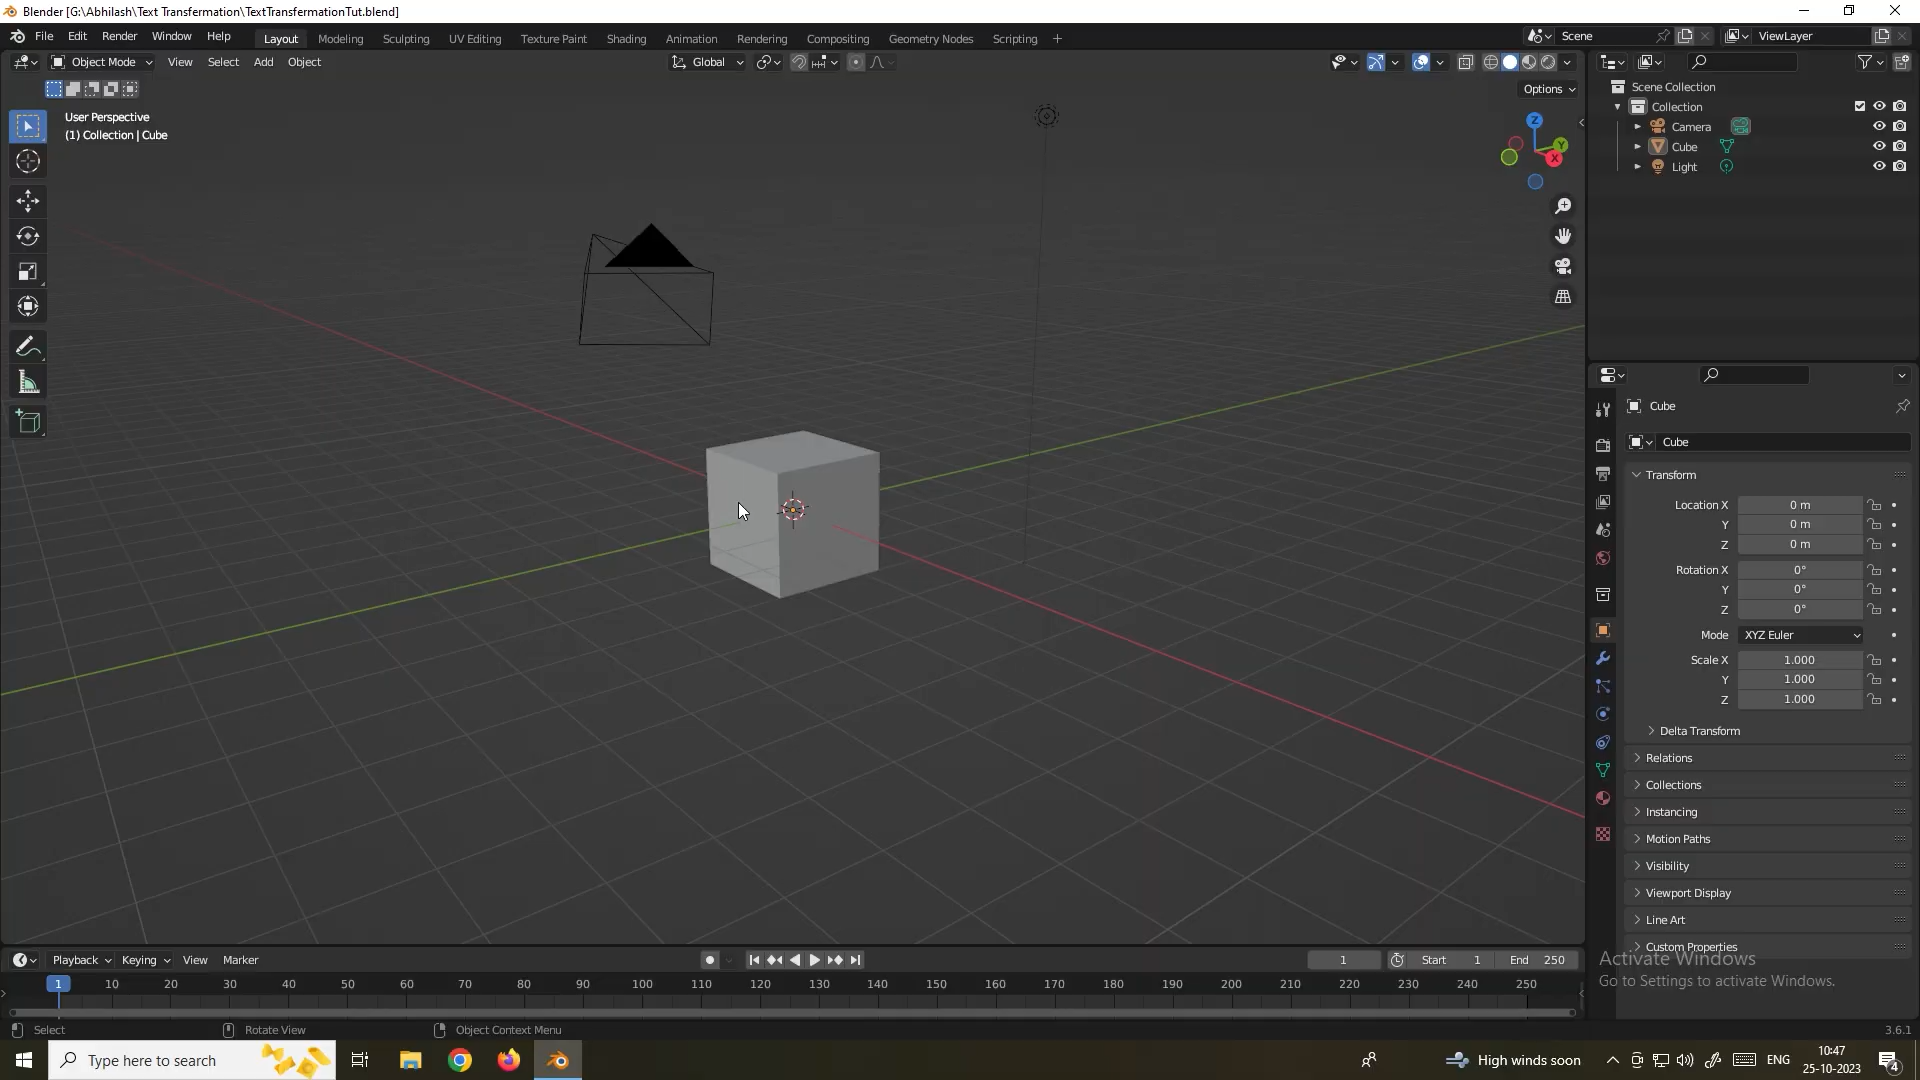 Blender [G:\Abhilash\Text Transfermation\TextTransfermationTut.blend]
File Edit Render Window Help Layout Modeling Sculpting UV Editing Texture Paint Shading Animation Rendering Compositing Geometry Nodes Scripting + Scene ViewLayer
Object Mode View Select Add Object Global
Options
User Perspective
(1) Collection | Cube
Z
Y
X
Scene Collection
Collection
Camera
Cube
Light
Cube
Cube
Transform
Location X 0 m
Y 0 m
Z 0 m
Rotation X 0°
Y 0°
Z 0°
Mode XYZ Euler
Scale X 1.000
Y 1.000
Z 1.000
Delta Transform
Relations
Collections
Instancing
Motion Paths
Visibility
Viewport Display
Line Art
Custom Properties
Activate Windows
Go to Settings to activate Windows.
Playback Keying View Marker 1 Start 1 End 250
1 10 20 30 40 50 60 70 80 90 100 110 120 130 140 150 160 170 180 190 200 210 220 230 240 250
Select Rotate View Object Context Menu 3.6.1
Type here to search High winds soon ENG 10:47
25-10-2023 4